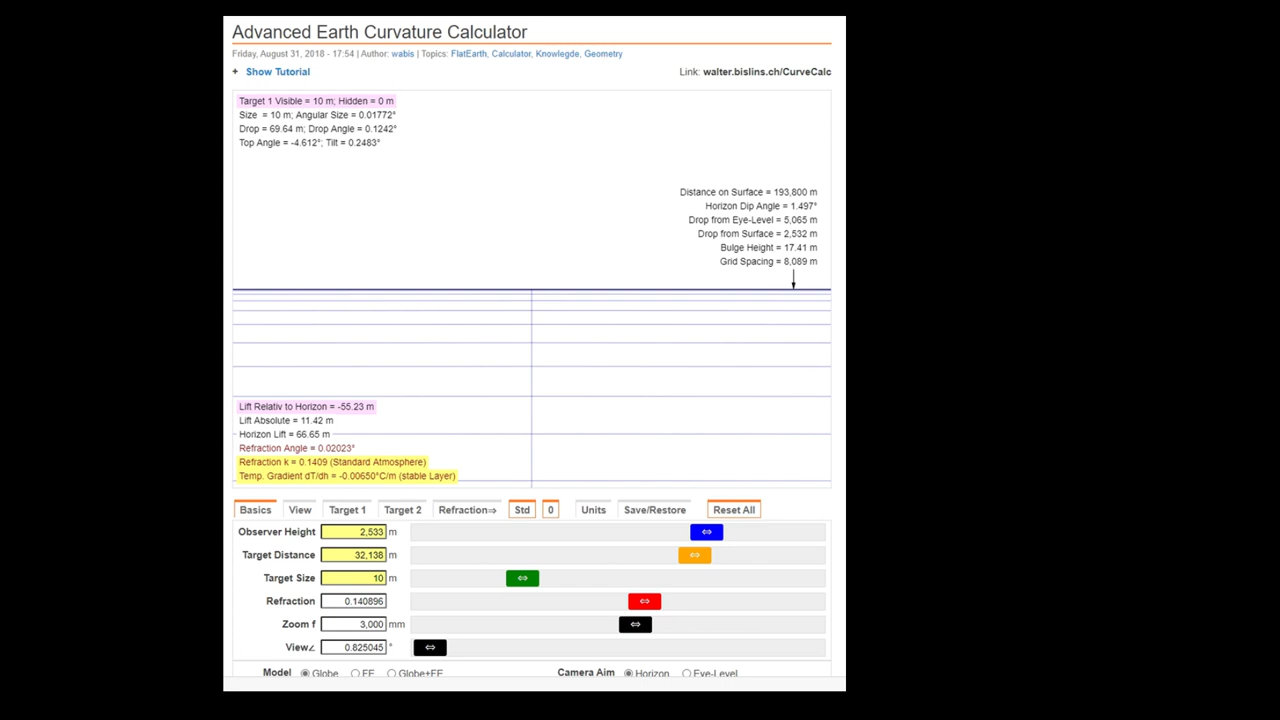 Advanced Earth Curvature Calculator
Friday, August 31, 2018 - 17:54 | Author: wabis | Topics: FlatEarth, Calculator, Knowlegde, Geometry
+ Show Tutorial
Link: walter.bislins.ch/CurveCalc
Target 1 Visible = 10 m; Hidden = 0 m
Size = 10 m; Angular Size = 0.01772°
Drop = 69.64 m; Drop Angle = 0.1242°
Top Angle = -4.612°; Tilt = 0.2483°
Distance on Surface = 193,800 m
Horizon Dip Angle = 1.497°
Drop from Eye-Level = 5,065 m
Drop from Surface = 2,532 m
Bulge Height = 17.41 m
Grid Spacing = 8,089 m
Lift Relativ to Horizon = -55.23 m
Lift Absolute = 11.42 m
Horizon Lift = 66.65 m
Refraction Angle = 0.02023°
Refraction k = 0.1409 (Standard Atmosphere)
Temp. Gradient dT/dh = -0.00650°C/m (stable Layer)
Basics View Target 1 Target 2 Refraction⇒ Std 0 Units Save/Restore Reset All
Observer Height 2,533 m
Target Distance 32,138 m
Target Size 10 m
Refraction 0.140896
Zoom f 3,000 mm
View∠ 0.825045 °
Model Globe FE Globe+FE Camera Aim Horizon Eye-Level